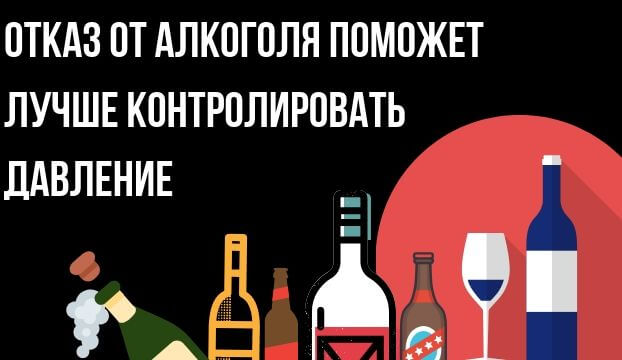 ОТКАЗ ОТ АЛКОГОЛЯ ПОМОЖЕТ
ЛУЧШЕ КОНТРОЛИРОВАТЬ
ДАВЛЕНИЕ